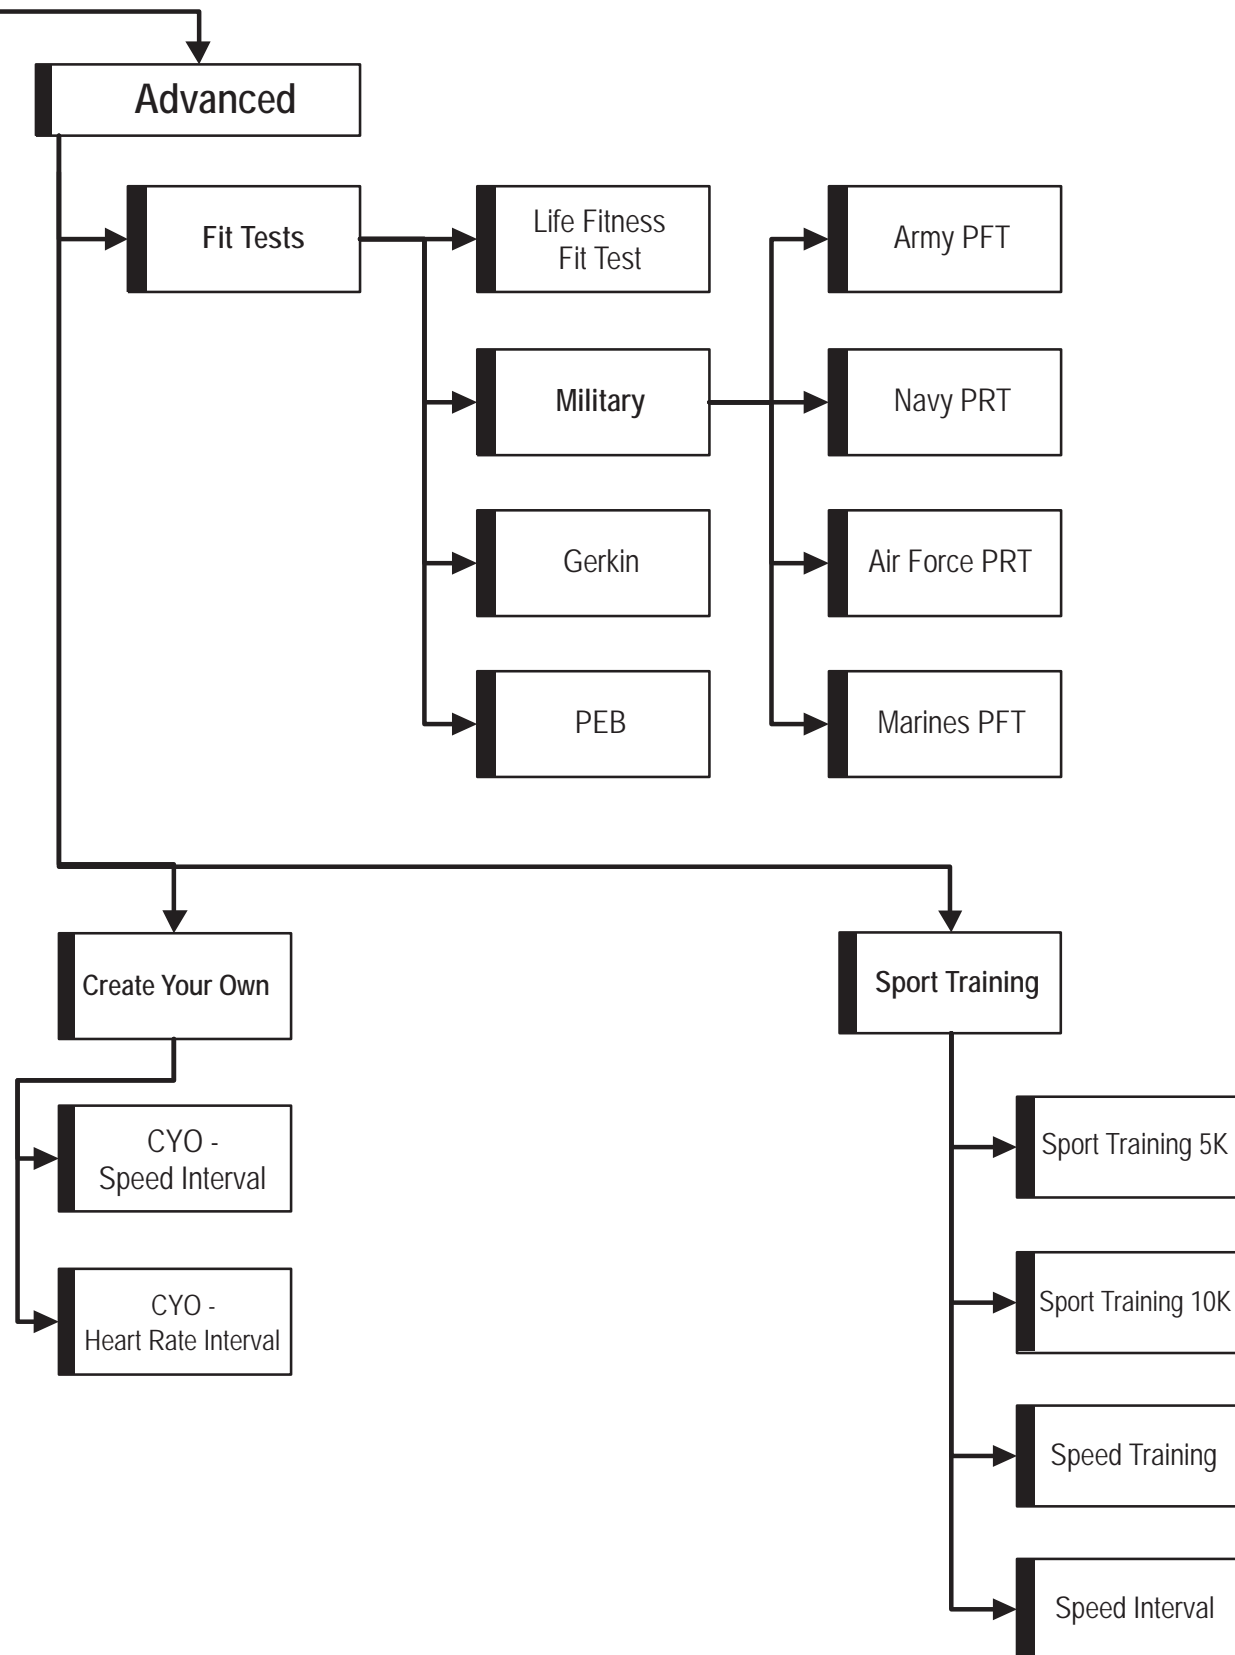 Advanced
Fit Tests
Life Fitness
Fit Test
Army PFT
Military
Navy PRT
Gerkin
Air Force PRT
PEB
Marines PFT
Create Your Own
Sport Training
CYO -
Speed Interval
Sport Training 5K
CYO -
Heart Rate Interval
Sport Training 10K
Speed Training
Speed Interval